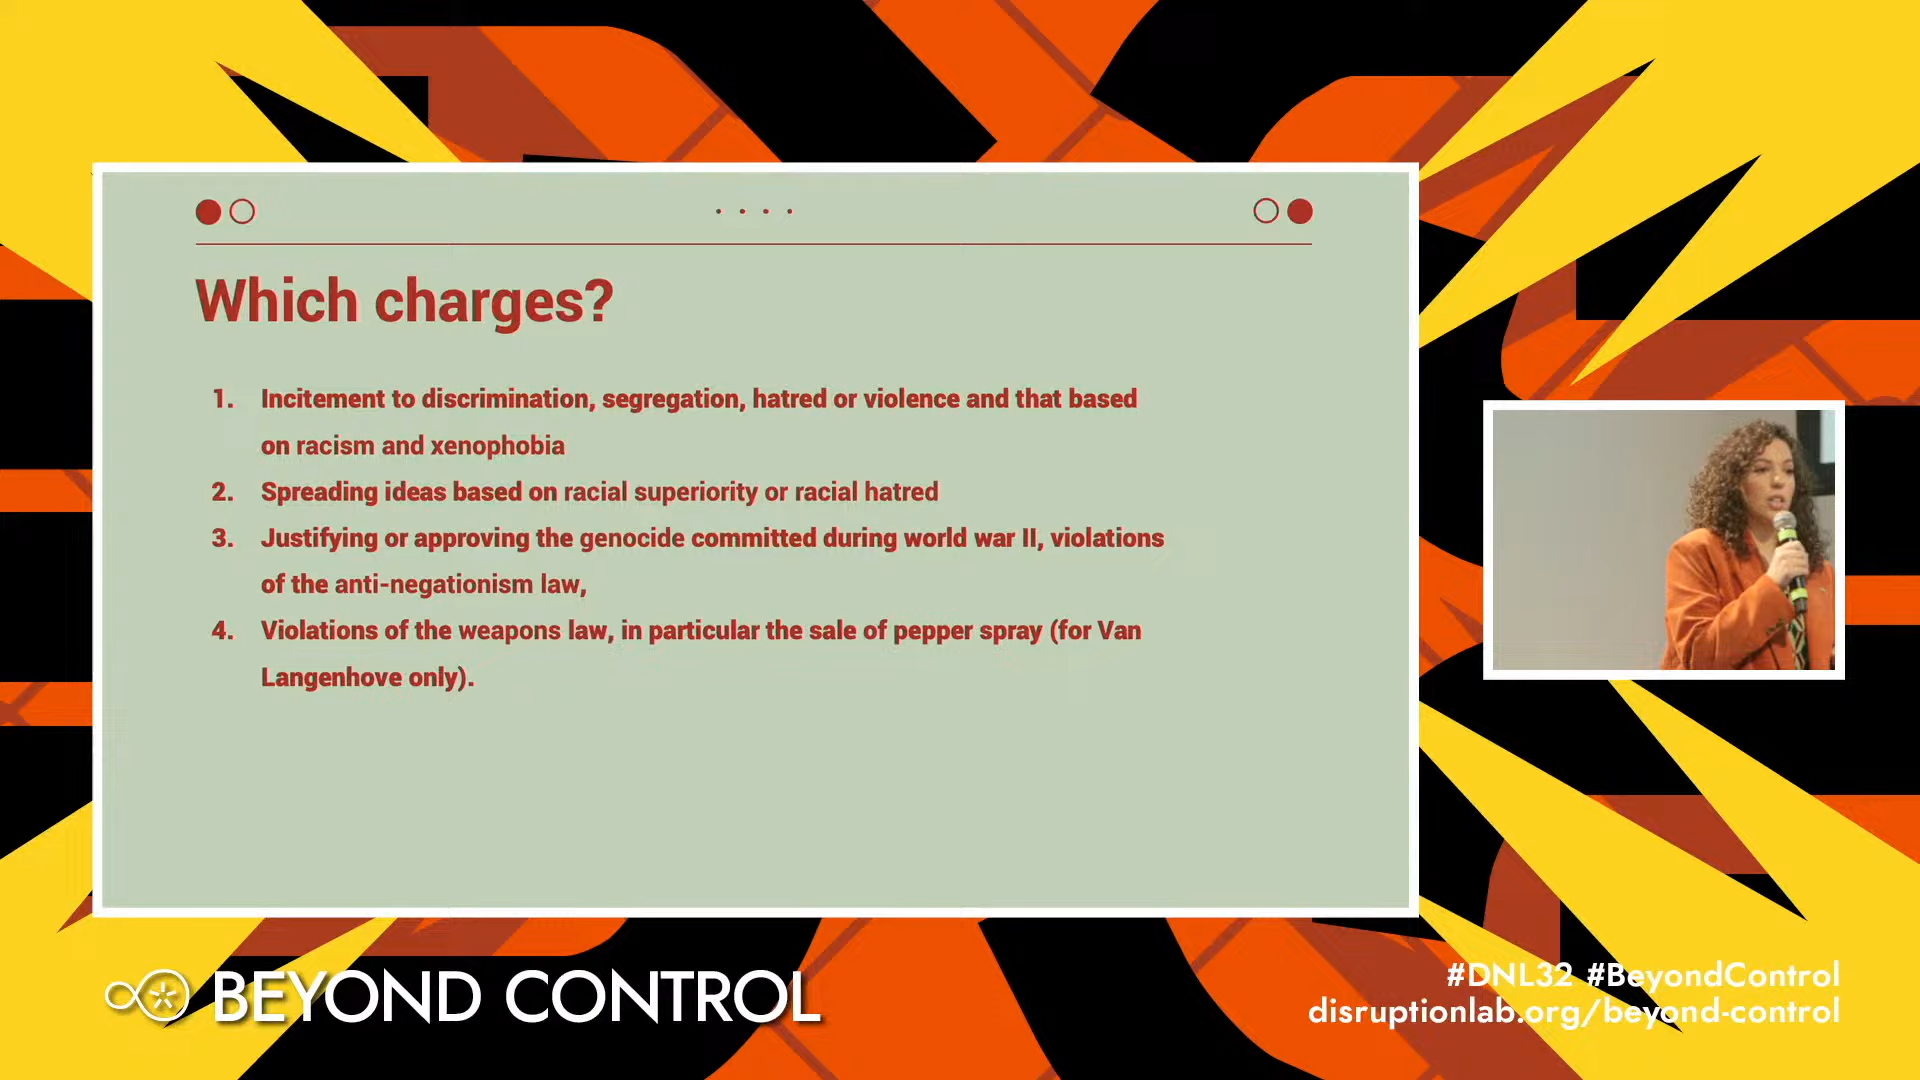 Which charges?
1. Incitement to discrimination, segregation, hatred or violence and that based
on racism and xenophobia
2. Spreading ideas based on racial superiority or racial hatred
3. Justifying or approving the genocide committed during world war II, violations
of the anti-negationism law,
4. Violations of the weapons law, in particular the sale of pepper spray (for Van
Langenhove only).
BEYOND CONTROL
#DNL32 #BeyondControl
disruptionlab.org/beyond-control